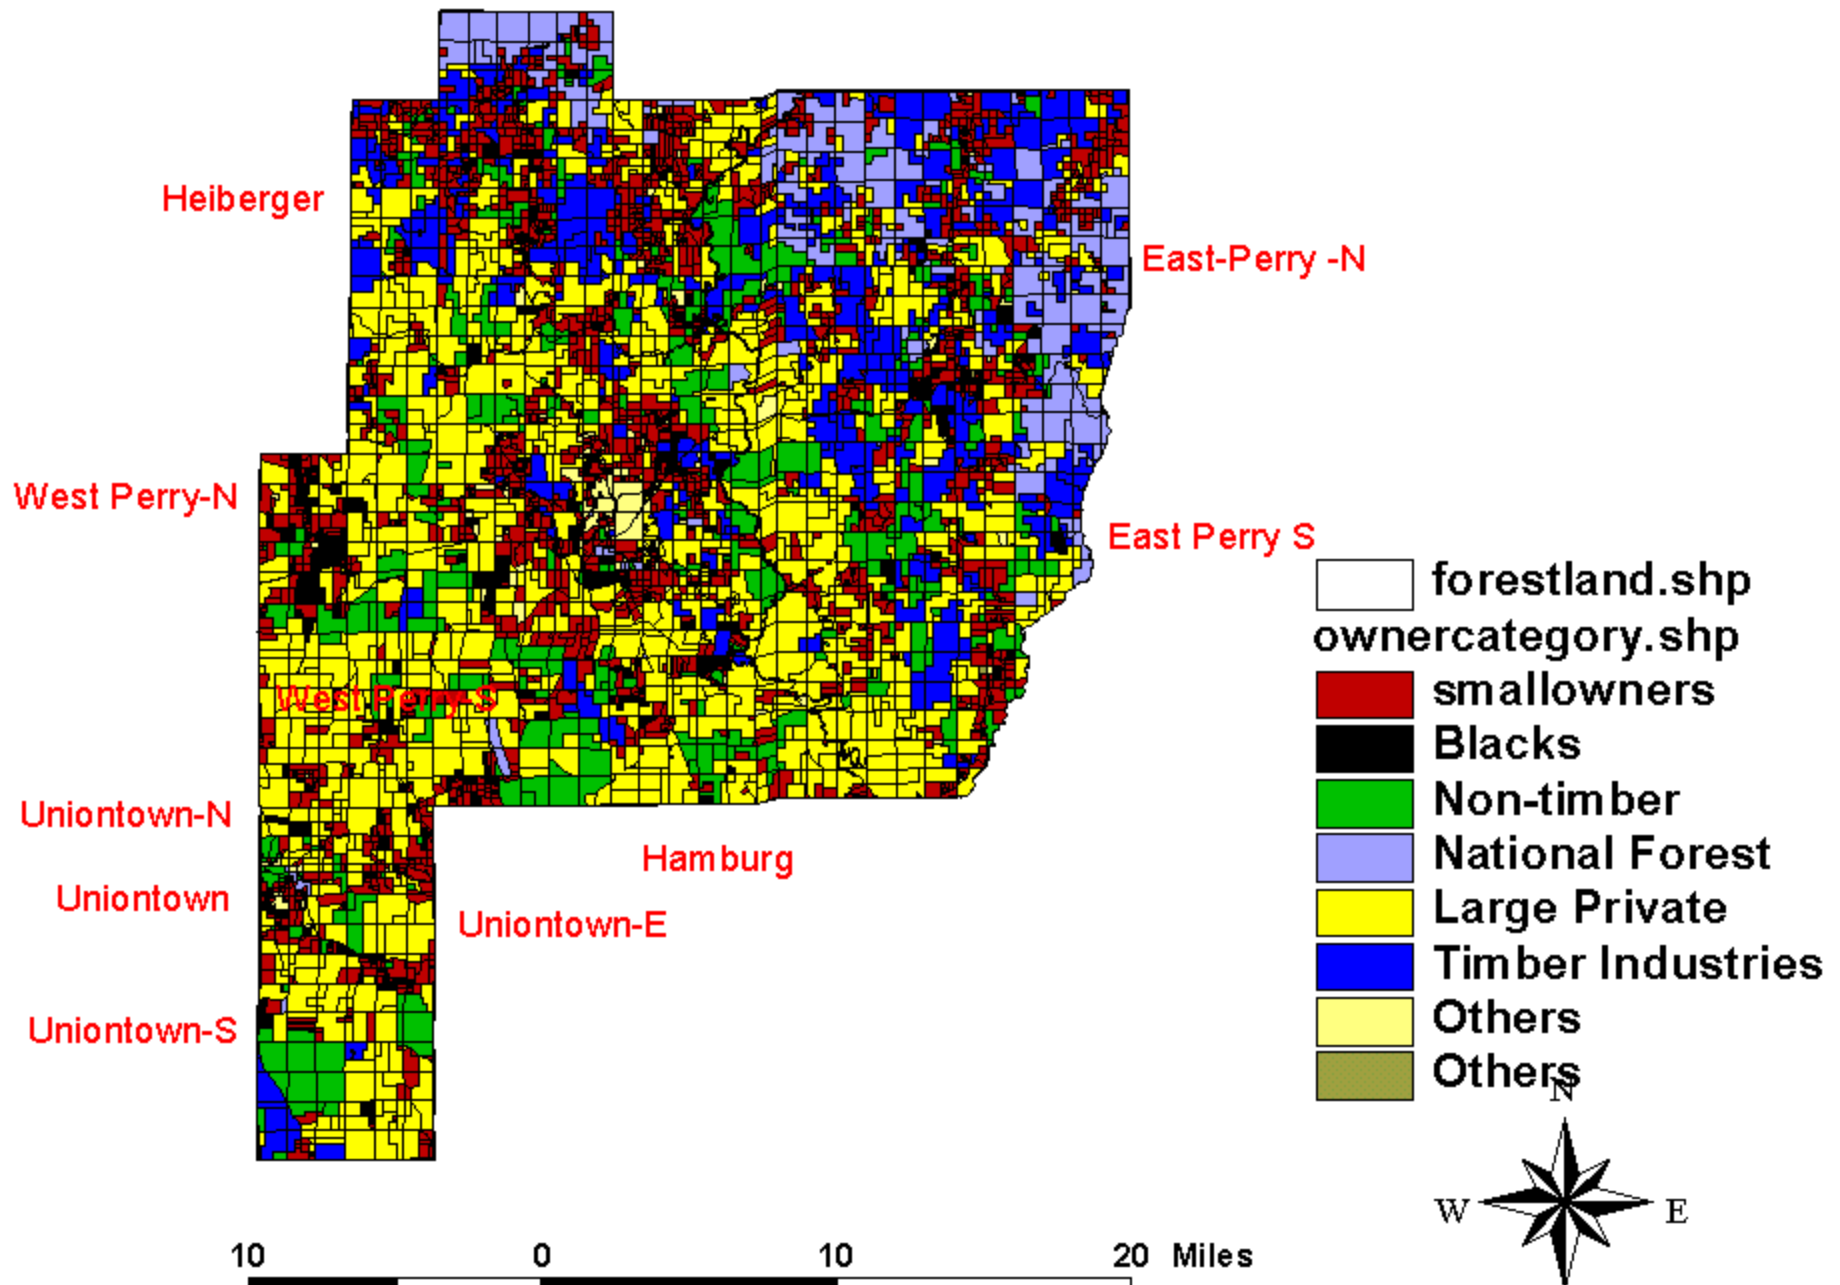 Heiberger
East-Perry -N
West Perry-N
East Perry S
forestland.shp
ownercategory.shp
smallowners
West Perry-S
Blacks
Non-timber
Uniontown-N
National Forest
Hamburg
Uniontown
Large Private
Uniontown-E
Timber Industries
Others
Uniontown-S
Others
N
W E
10 0 10 20 Miles